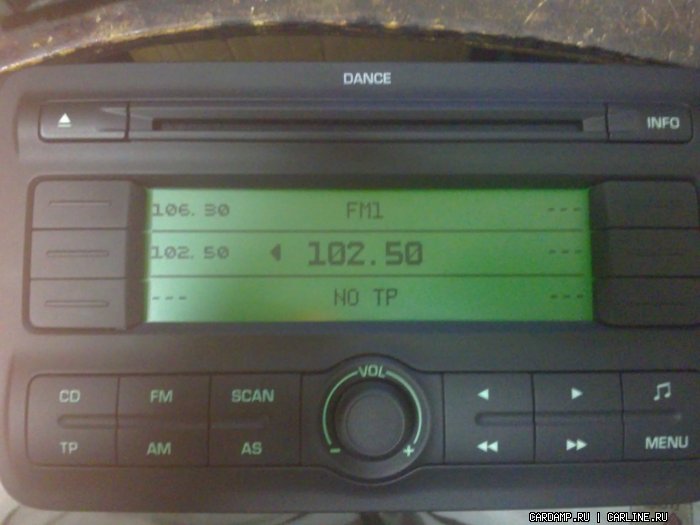 DANCE
INFO
106.30 FM1 ---
102.50 102.50 ---
--- NO TP ---
VOL
CD FM SCAN
TP AM AS MENU
- +
CARDAMP.RU | CARLINE.RU